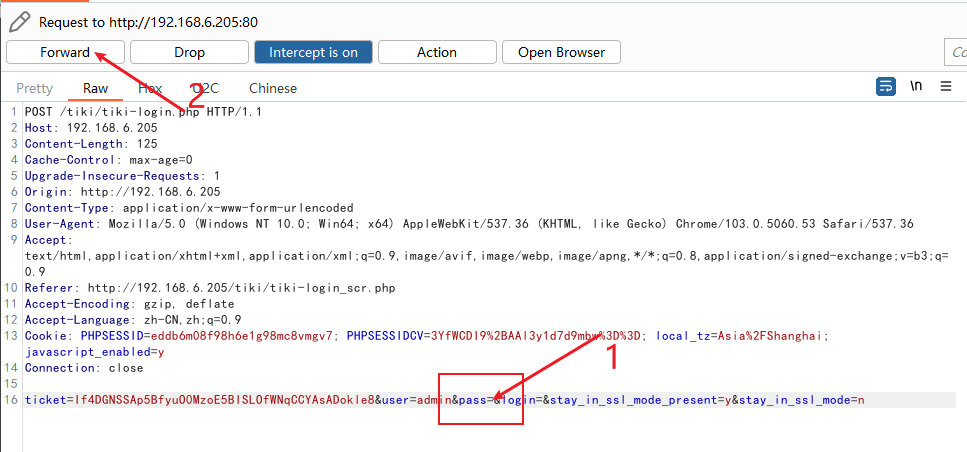 Request to http://192.168.6.205:80
Forward Drop Intercept is on Action Open Browser Co
Pretty Raw Hex U2C Chinese \n
2
1 POST /tiki/tiki-login.php HTTP/1.1
2 Host: 192.168.6.205
3 Content-Length: 125
4 Cache-Control: max-age=0
5 Upgrade-Insecure-Requests: 1
6 Origin: http://192.168.6.205
7 Content-Type: application/x-www-form-urlencoded
8 User-Agent: Mozilla/5.0 (Windows NT 10.0; Win64; x64) AppleWebKit/537.36 (KHTML, like Gecko) Chrome/103.0.5060.53 Safari/537.36
9 Accept:
text/html,application/xhtml+xml,application/xml;q=0.9,image/avif,image/webp,image/apng,*/*;q=0.8,application/signed-exchange;v=b3;q=
0.9
10 Referer: http://192.168.6.205/tiki/tiki-login_scr.php
11 Accept-Encoding: gzip, deflate
12 Accept-Language: zh-CN,zh;q=0.9
13 Cookie: PHPSESSID=eddb6m08f98h6e1g98mc8vmgv7; PHPSESSIDCV=3YfWCDl9%2BAAl3y1d7d9mbw%3D%3D; local_tz=Asia%2FShanghai;
javascript_enabled=y
14 Connection: close
1
15
16 ticket=lf4DGNSSAp5BfyuOOMzoE5BlSLOfWNqCCYAsADokle8&user=admin&pass=&login=&stay_in_ssl_mode_present=y&stay_in_ssl_mode=n